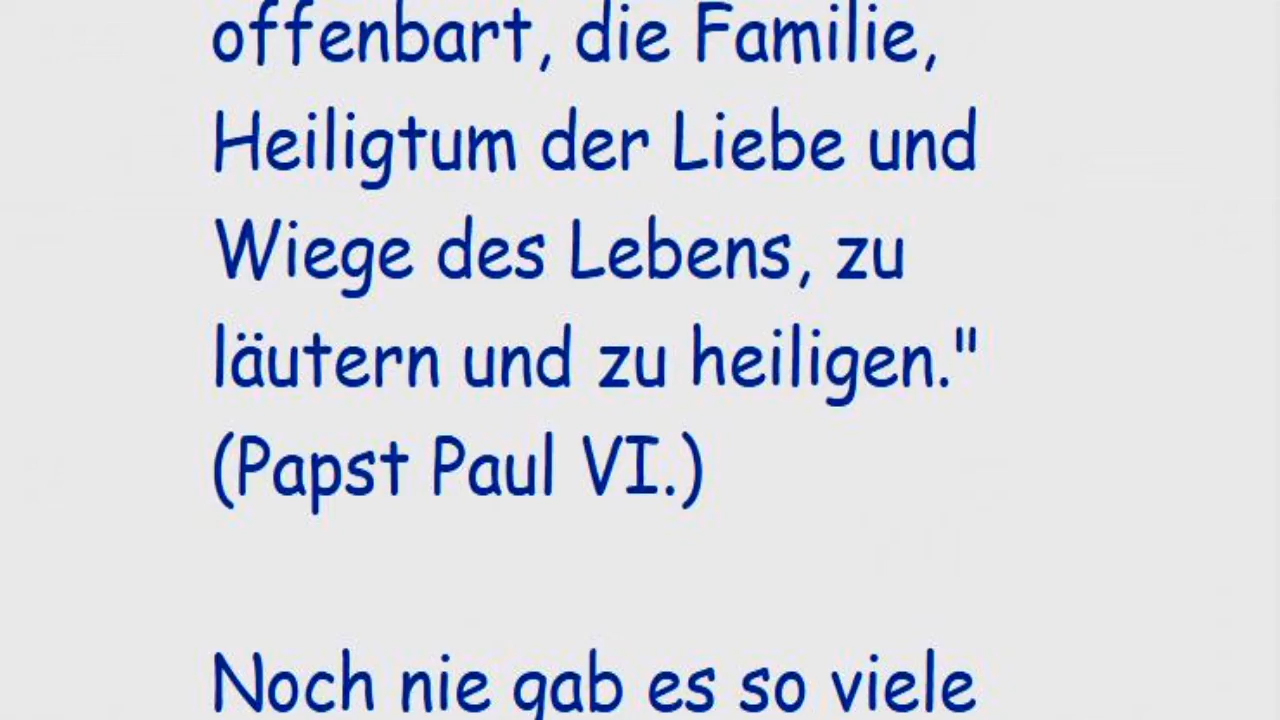 offenbart, die Familie,
Heiligtum der Liebe und
Wiege des Lebens, zu
läutern und zu heiligen."
(Papst Paul VI.)
Noch nie gab es so viele